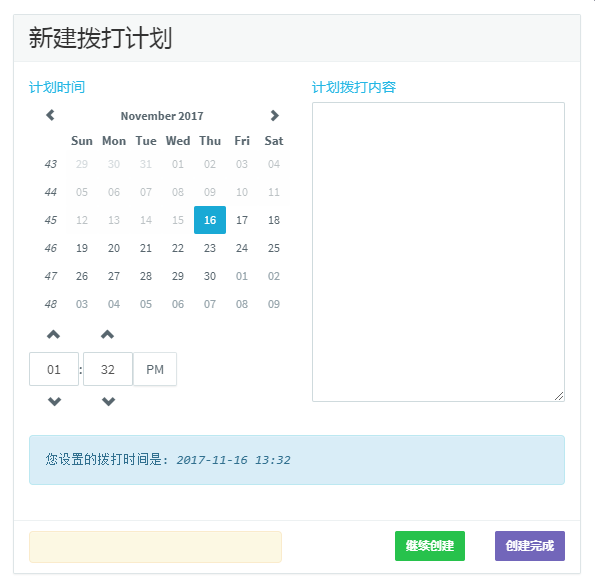 新建拨打计划
计划时间
计划拨打内容
November 2017
Sun Mon Tue Wed Thu Fri Sat
43 29 30 31 01 02 03 04
44 05 06 07 08 09 10 11
45 12 13 14 15 16 17 18
46 19 20 21 22 23 24 25
47 26 27 28 29 30 01 02
48 03 04 05 06 07 08 09
01 : 32 PM
您设置的拨打时间是: 2017-11-16 13:32
继续创建 创建完成